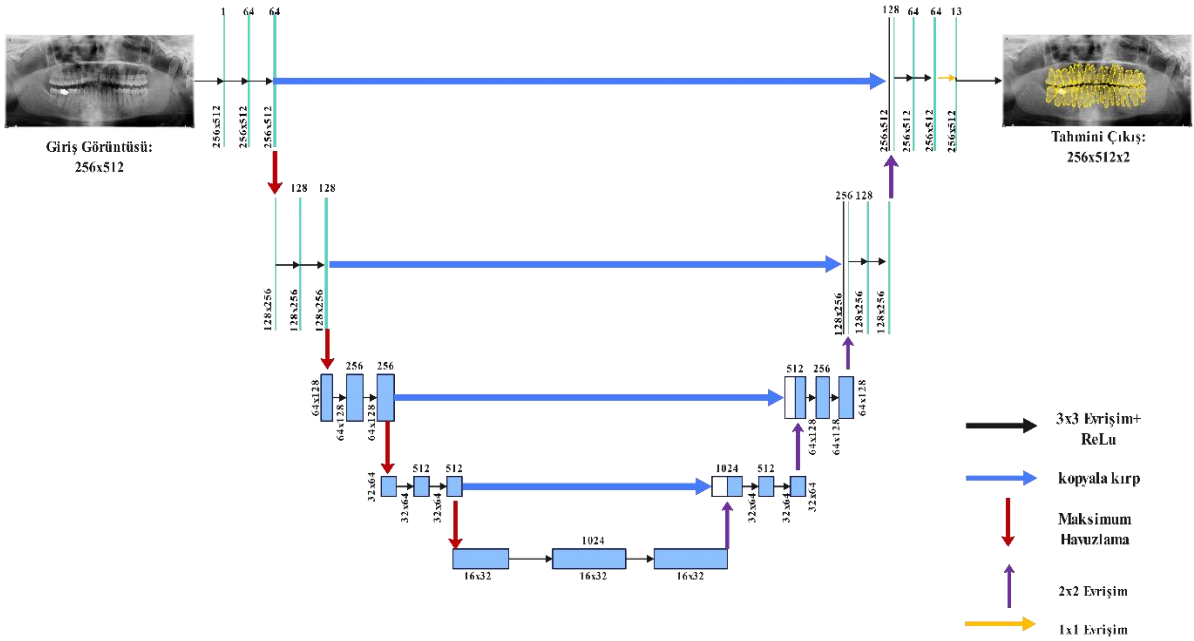 1
64
64
128
64
64
13
256x512
256x512
256x512
256x512
256x512
256x512
256x512
Giriş Görüntüsü:
256x512
Tahmini Çıkış:
256x512x2
128
128
256
128
128x256
128x256
128x256
128x256
128x256
128x256
256
256
512
256
64x128
64x128
64x128
64x128
64x128
64x128
512
512
1024
512
32x64
32x64
32x64
32x64
32x64
32x64
1024
16x32
16x32
16x32
3x3 Evrişim+
ReLu
kopyala kırp
Maksimum
Havuzlama
2x2 Evrişim
1x1 Evrişim